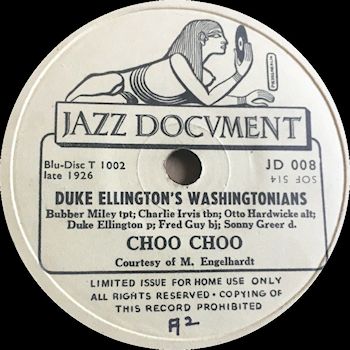 JAZZ DOCVMENT
Blu-Disc T 1002
late 1926
JD 008
SOF 514
DUKE ELLINGTON'S WASHINGTONIANS
Bubber Miley tpt; Charlie Irvis tbn; Otto Hardwicke alt;
Duke Ellington p; Fred Guy bj; Sonny Greer d.
CHOO CHOO
Courtesy of M. Engelhardt
LIMITED ISSUE FOR HOME USE ONLY
ALL RIGHTS RESERVED • COPYING OF
THIS RECORD PROHIBITED
A2